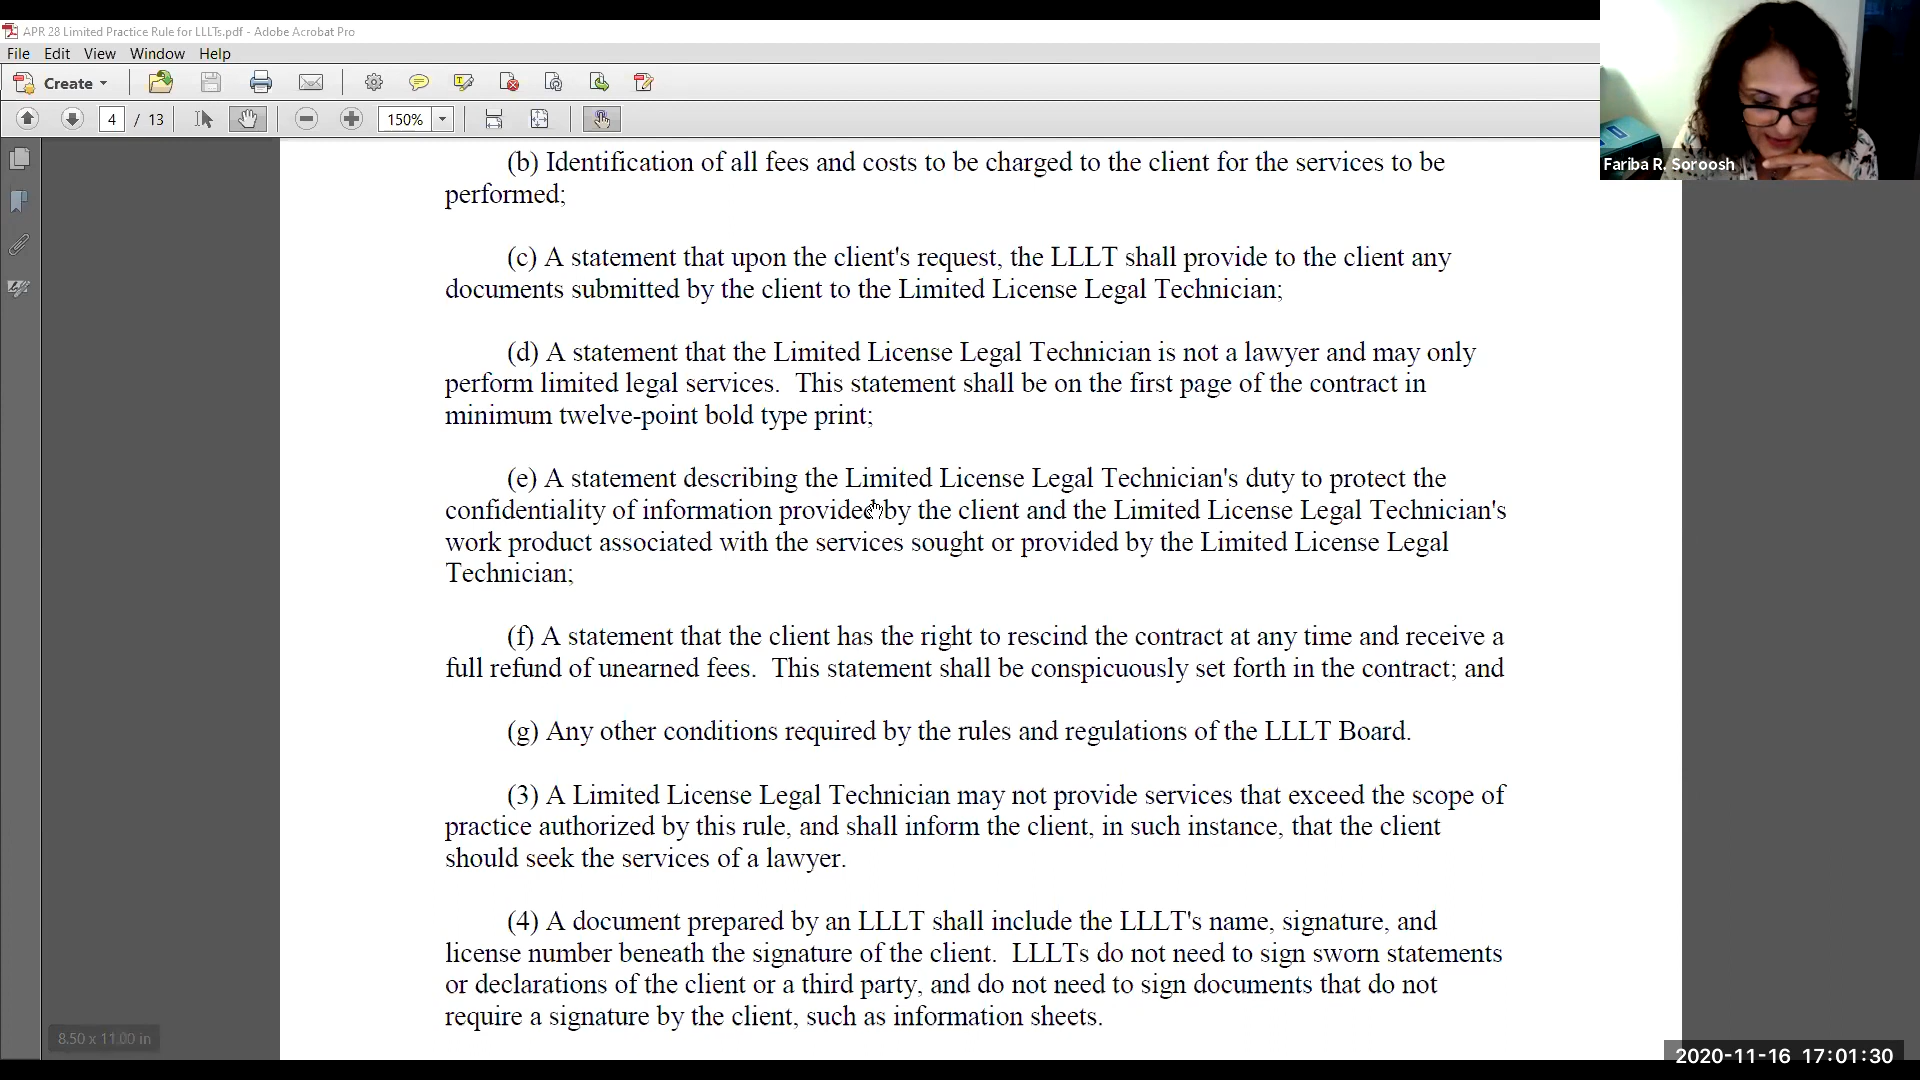 APR 28 Limited Practice Rule for LLLTs.pdf - Adobe Acrobat Pro
File Edit View Window Help
Create
4 / 13 150%
Fariba R. Soroosh
(b) Identification of all fees and costs to be charged to the client for the services to be
performed;
(c) A statement that upon the client's request, the LLLT shall provide to the client any
documents submitted by the client to the Limited License Legal Technician;
(d) A statement that the Limited License Legal Technician is not a lawyer and may only
perform limited legal services.  This statement shall be on the first page of the contract in
minimum twelve-point bold type print;
(e) A statement describing the Limited License Legal Technician's duty to protect the
confidentiality of information provided by the client and the Limited License Legal Technician's
work product associated with the services sought or provided by the Limited License Legal
Technician;
(f) A statement that the client has the right to rescind the contract at any time and receive a
full refund of unearned fees.  This statement shall be conspicuously set forth in the contract; and
(g) Any other conditions required by the rules and regulations of the LLLT Board.
(3) A Limited License Legal Technician may not provide services that exceed the scope of
practice authorized by this rule, and shall inform the client, in such instance, that the client
should seek the services of a lawyer.
(4) A document prepared by an LLLT shall include the LLLT's name, signature, and
license number beneath the signature of the client.  LLLTs do not need to sign sworn statements
or declarations of the client or a third party, and do not need to sign documents that do not
require a signature by the client, such as information sheets.
8.50 x 11.00 in
2020-11-16 17:01:30